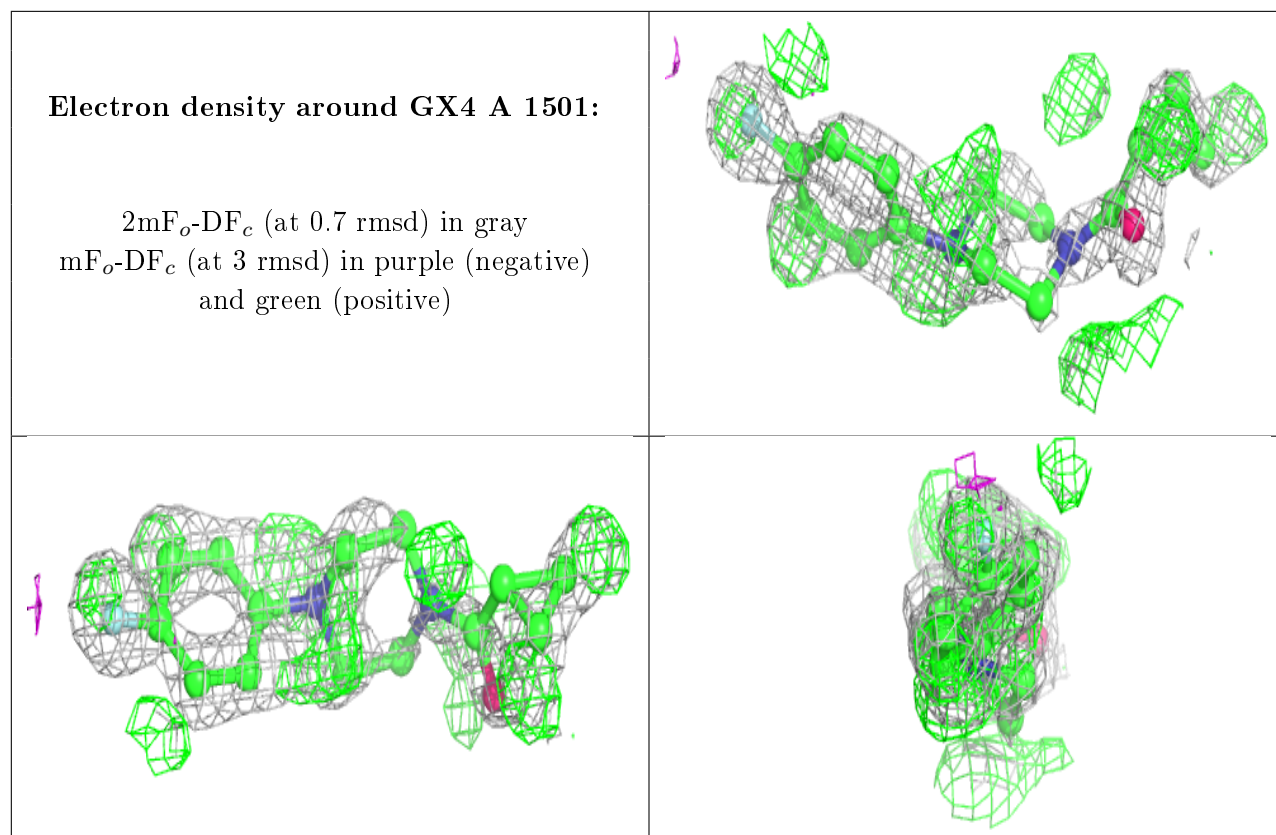 Electron density around GX4 A 1501:
2mFₒ-DF𝒸 (at 0.7 rmsd) in gray
mFₒ-DF𝒸 (at 3 rmsd) in purple (negative)
and green (positive)